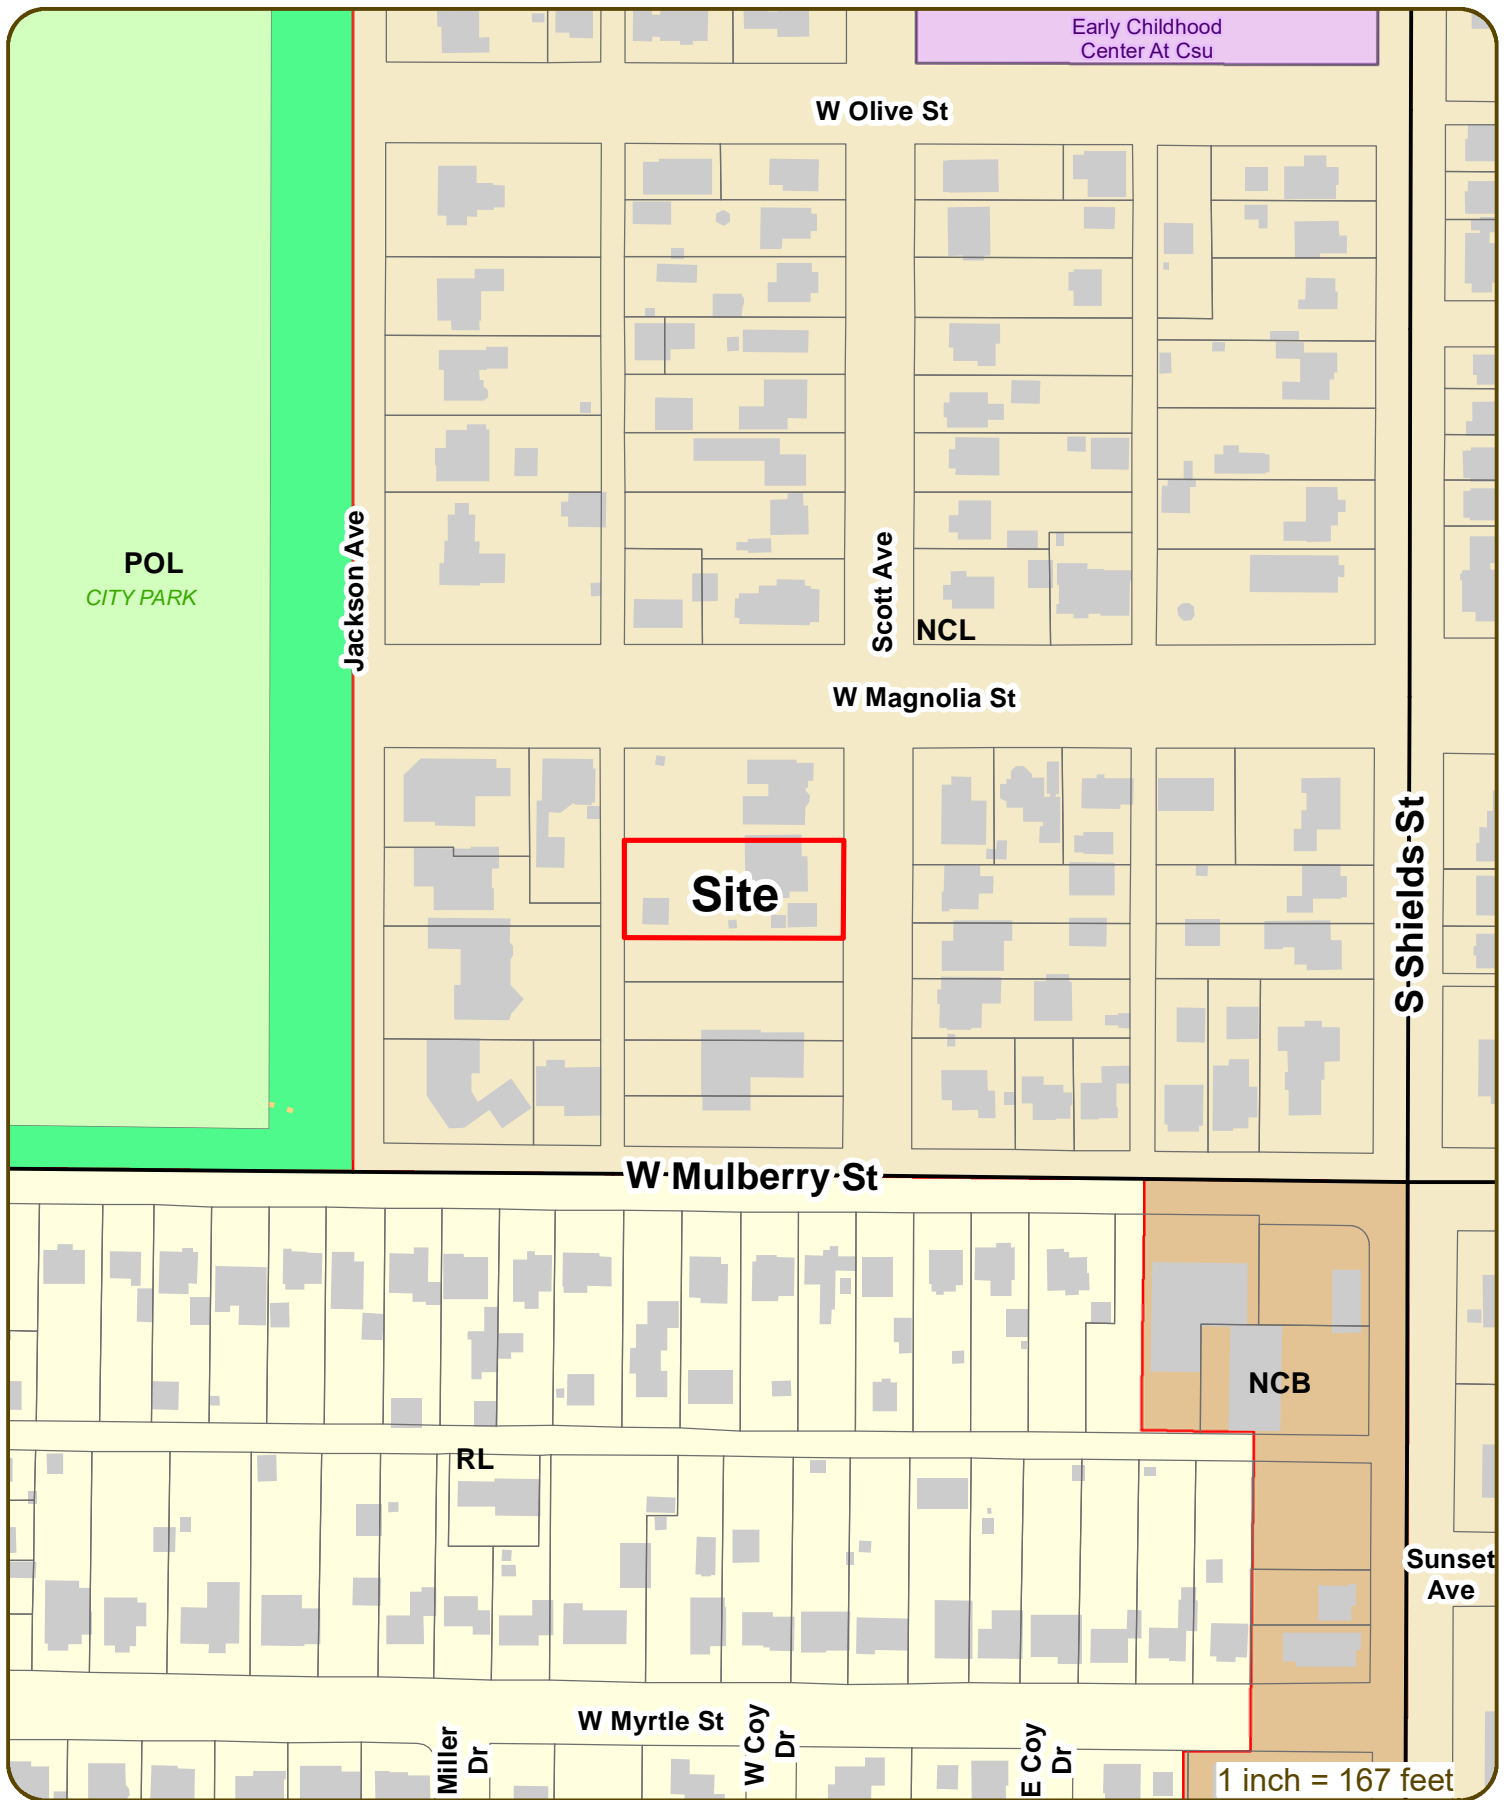 Early Childhood
Center At Csu
W Olive St
POL
CITY PARK
Jackson Ave
Scott Ave
NCL
W Magnolia St
S Shields St
Site
W Mulberry St
NCB
RL
Sunset
Ave
W Myrtle St
Miller
Dr
W Coy
Dr
E Coy
Dr
1 inch = 167 feet